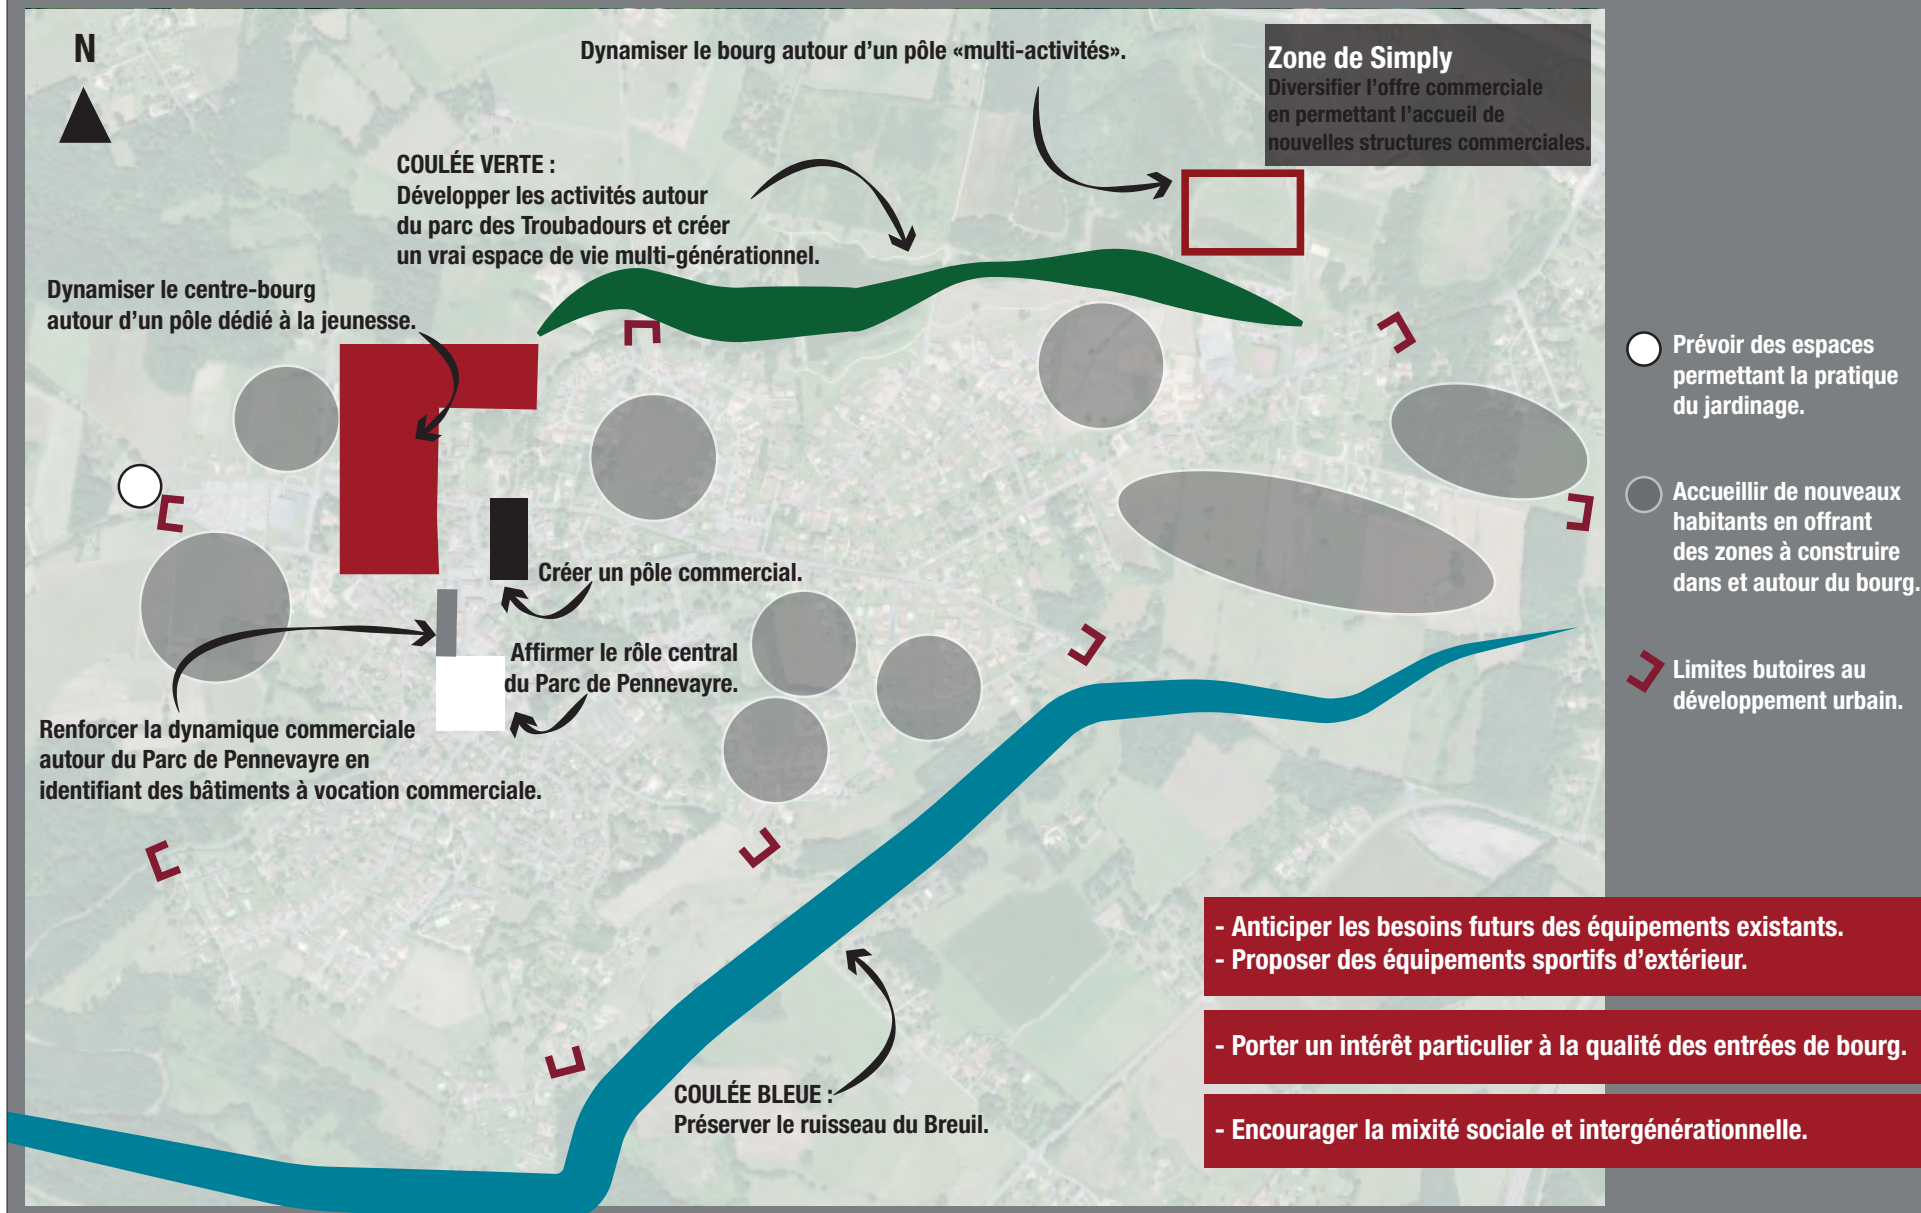 N
Dynamiser le bourg autour d’un pôle «multi-activités».
Zone de Simply
Diversifier l’offre commerciale
en permettant l’accueil de
nouvelles structures commerciales.
COULÉE VERTE :
Développer les activités autour
du parc des Troubadours et créer
un vrai espace de vie multi-générationnel.
Dynamiser le centre-bourg
autour d’un pôle dédié à la jeunesse.
Prévoir des espaces
permettant la pratique
du jardinage.
Accueillir de nouveaux
habitants en offrant
des zones à construire
dans et autour du bourg.
Créer un pôle commercial.
Affirmer le rôle central
du Parc de Pennevayre.
Limites butoires au
développement urbain.
Renforcer la dynamique commerciale
autour du Parc de Pennevayre en
identifiant des bâtiments à vocation commerciale.
- Anticiper les besoins futurs des équipements existants.
- Proposer des équipements sportifs d’extérieur.
- Porter un intérêt particulier à la qualité des entrées de bourg.
COULÉE BLEUE :
Préserver le ruisseau du Breuil.
- Encourager la mixité sociale et intergénérationnelle.